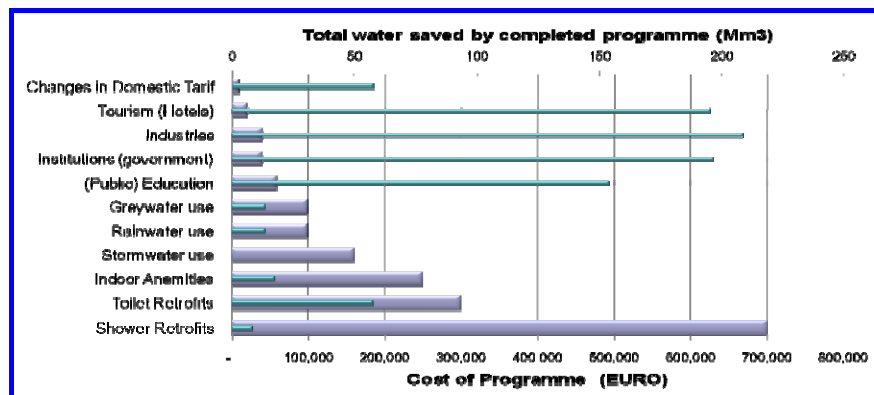 Total water saved by completed programme (Mm3)
0 50 100 150 200 250
Changes in Domestic Tarif
Tourism (Hotels)
Industries
Institutions (government)
(Public) Education
Greywater use
Rainwater use
Stormwater use
Indoor Anemities
Toilet Retrofits
Shower Retrofits
- 100,000 200,000 300,000 400,000 500,000 600,000 700,000 800,000
Cost of Programme (EURO)